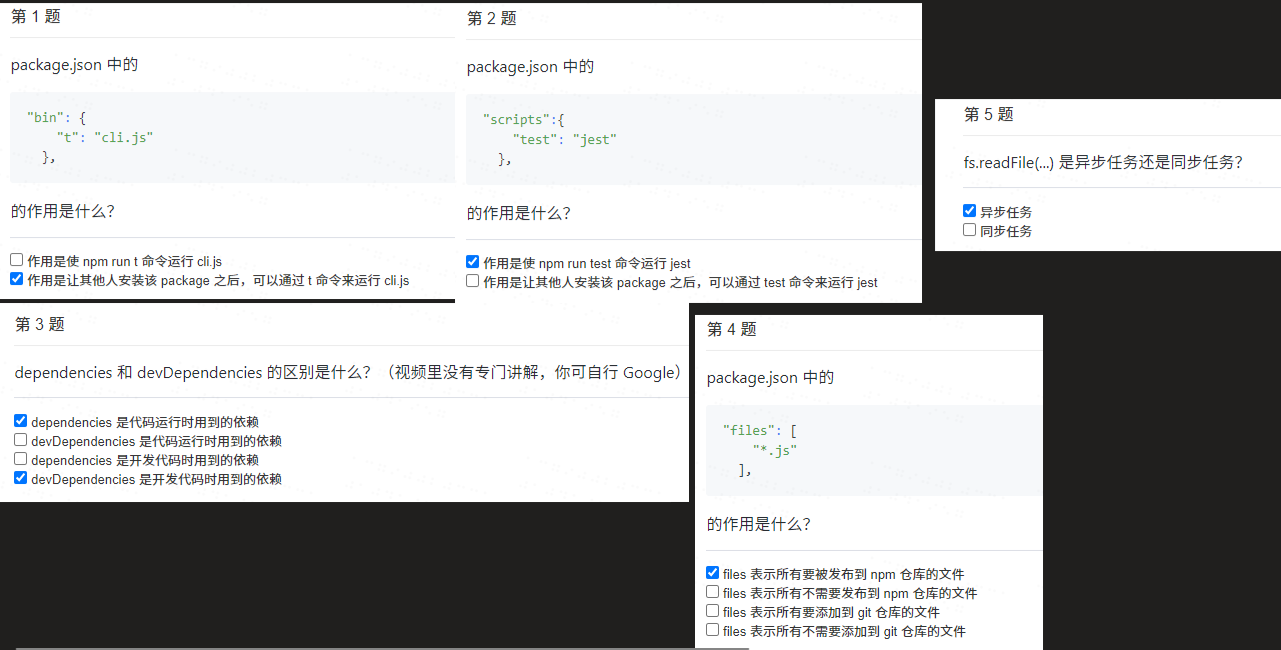 第 1 题
package.json 中的
"bin": {
"t": "cli.js"
},
的作用是什么？
作用是使 npm run t 命令运行 cli.js
作用是让其他人安装该 package 之后，可以通过 t 命令来运行 cli.js
第 2 题
package.json 中的
"scripts":{
"test": "jest"
},
的作用是什么？
作用是使 npm run test 命令运行 jest
作用是让其他人安装该 package 之后，可以通过 test 命令来运行 jest
第 3 题
dependencies 和 devDependencies 的区别是什么？（视频里没有专门讲解，你可自行 Google）
dependencies 是代码运行时用到的依赖
devDependencies 是代码运行时用到的依赖
dependencies 是开发代码时用到的依赖
devDependencies 是开发代码时用到的依赖
第 4 题
package.json 中的
"files": [
"*.js"
],
的作用是什么？
files 表示所有要被发布到 npm 仓库的文件
files 表示所有不需要发布到 npm 仓库的文件
files 表示所有要添加到 git 仓库的文件
files 表示所有不需要添加到 git 仓库的文件
第 5 题
fs.readFile(...) 是异步任务还是同步任务？
异步任务
同步任务